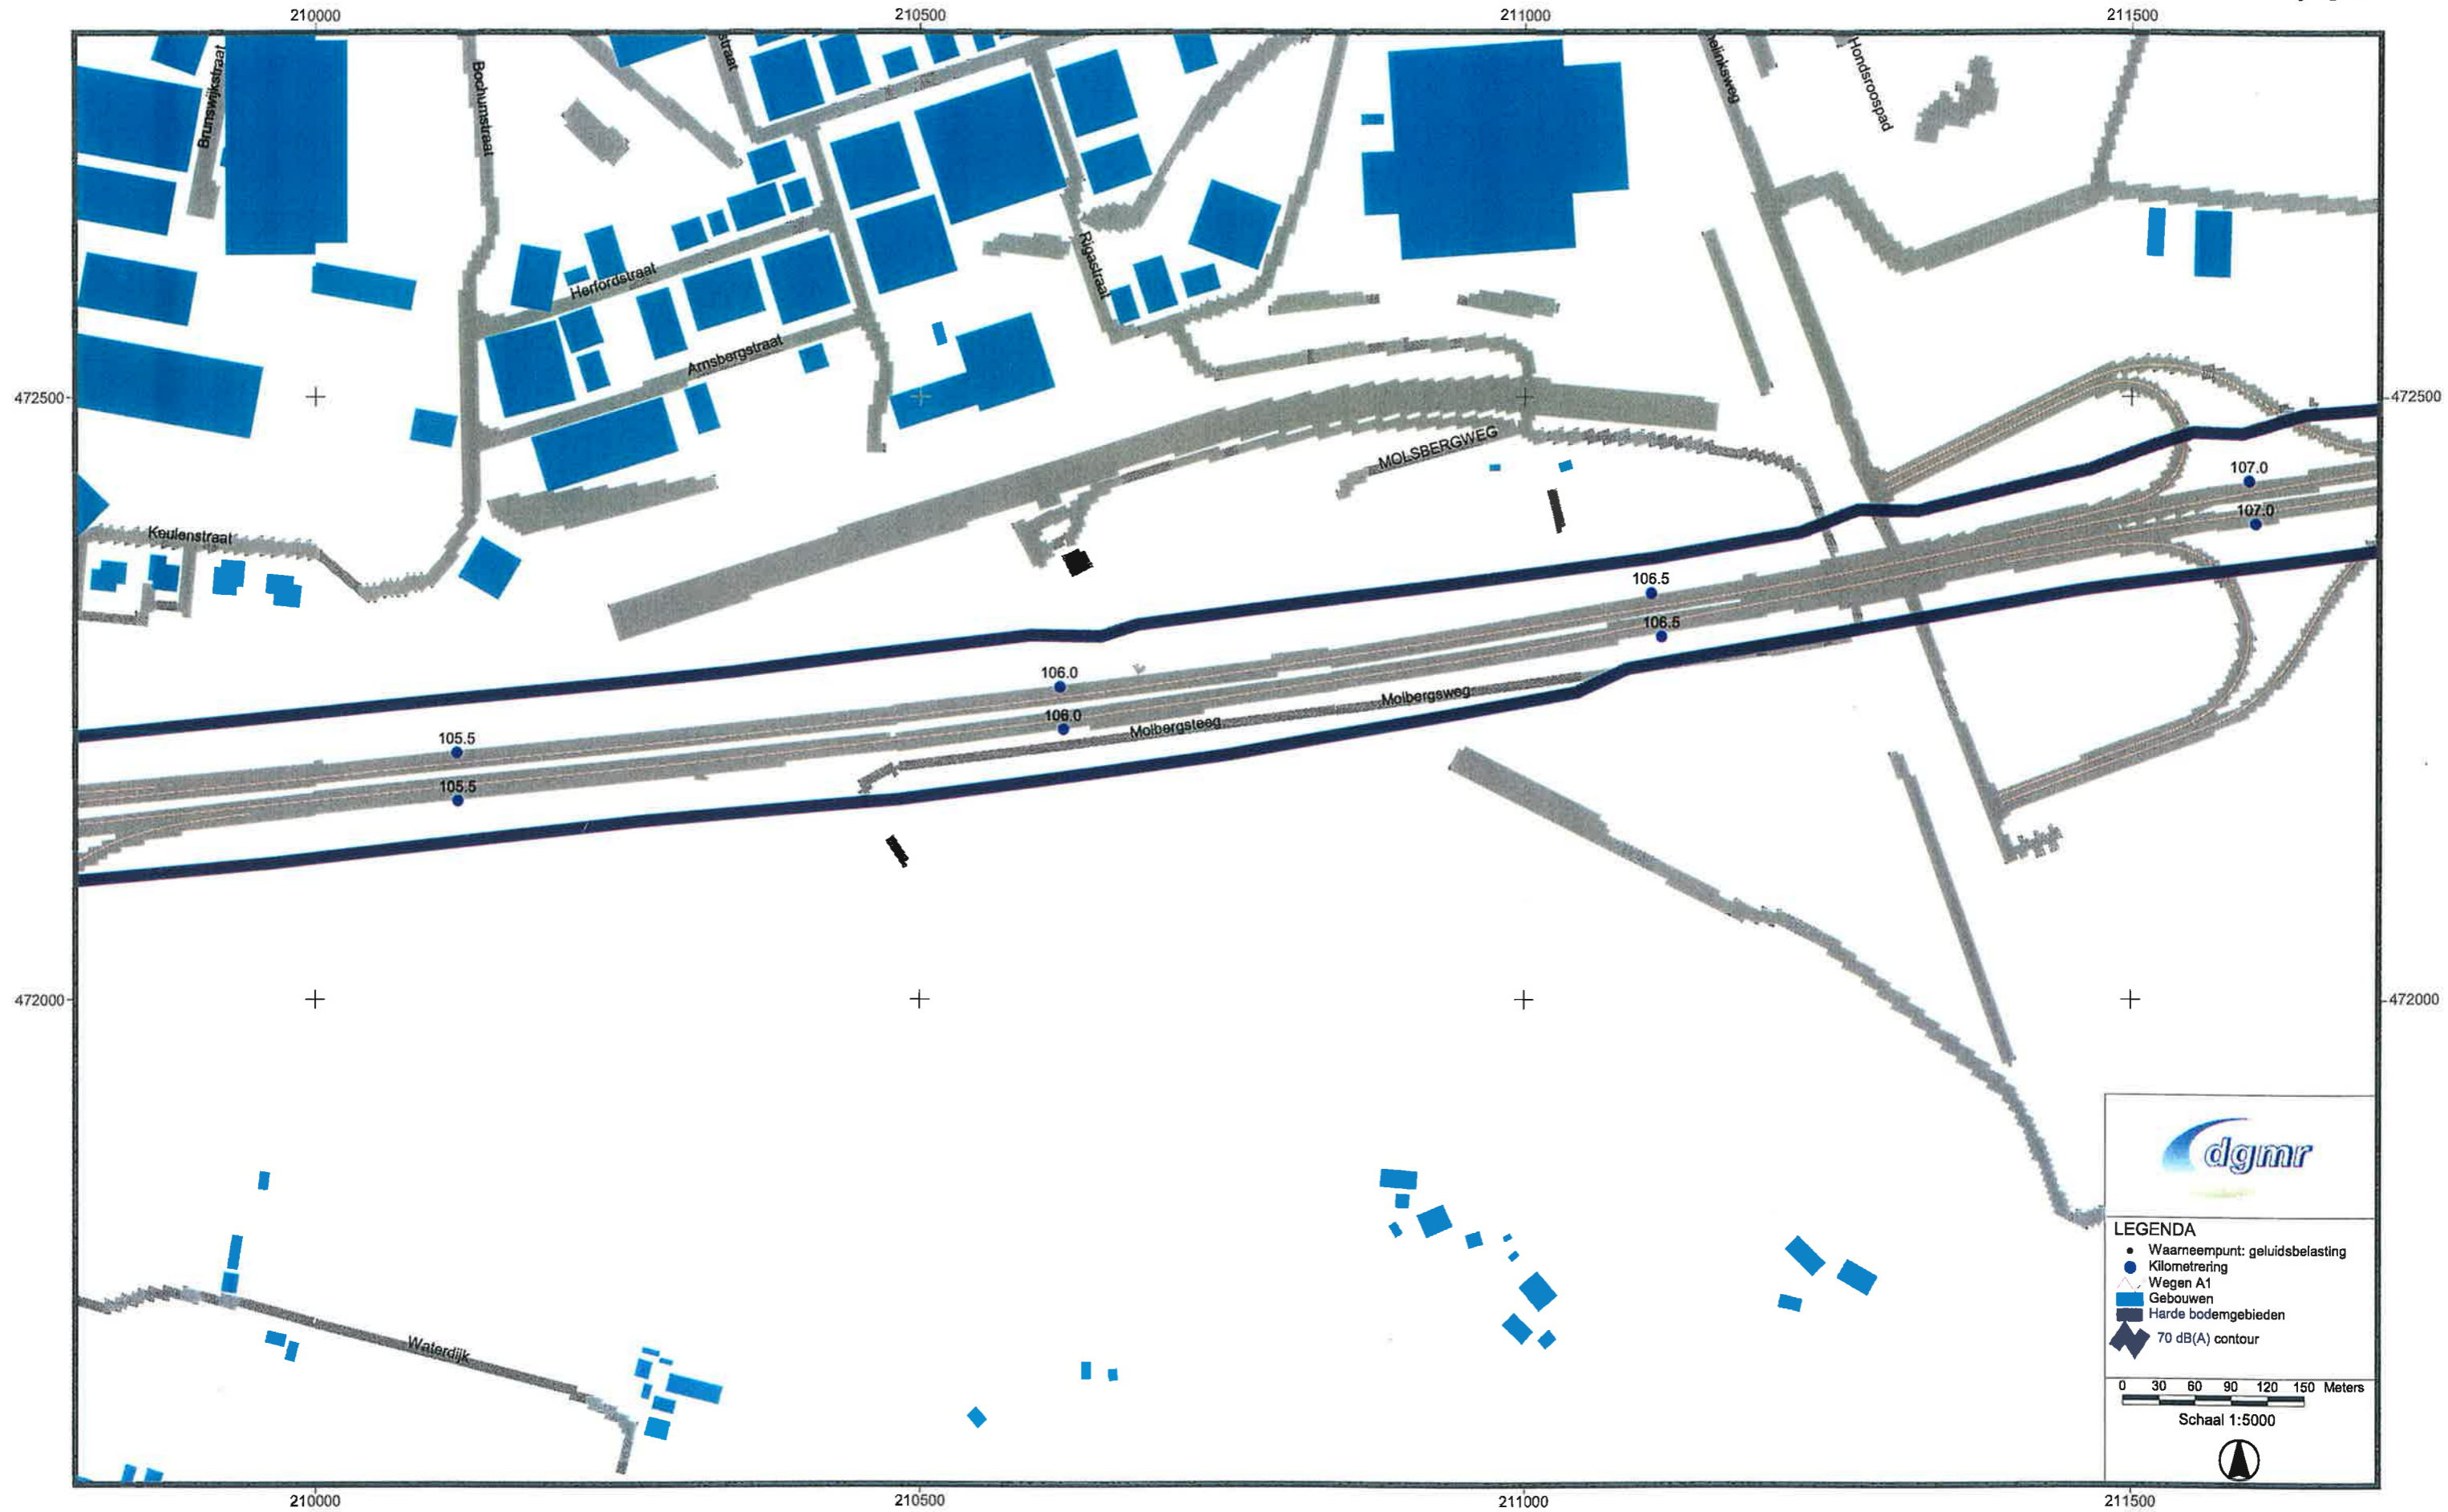 210000
210500
211000
211500
Brunswijkstraat
Bochumstraat
straat
elinksweg
Hondsroospad
Herfordstraat
Rigastraat
Arnsbergstraat
472500
472500
MOLSBERGWEG
Keulenstraat
107.0
107.0
106.5
106.5
106.0
106.0
Molbergsweg
Molbergsteeg
105.5
105.5
472000
472000
Waterdijk
dgmr
LEGENDA
Waarneempunt: geluidsbelasting
Kilometrering
Wegen A1
Gebouwen
Harde bodemgebieden
70 dB(A) contour
0 30 60 90 120 150 Meters
Schaal 1:5000
210000
210500
211000
211500